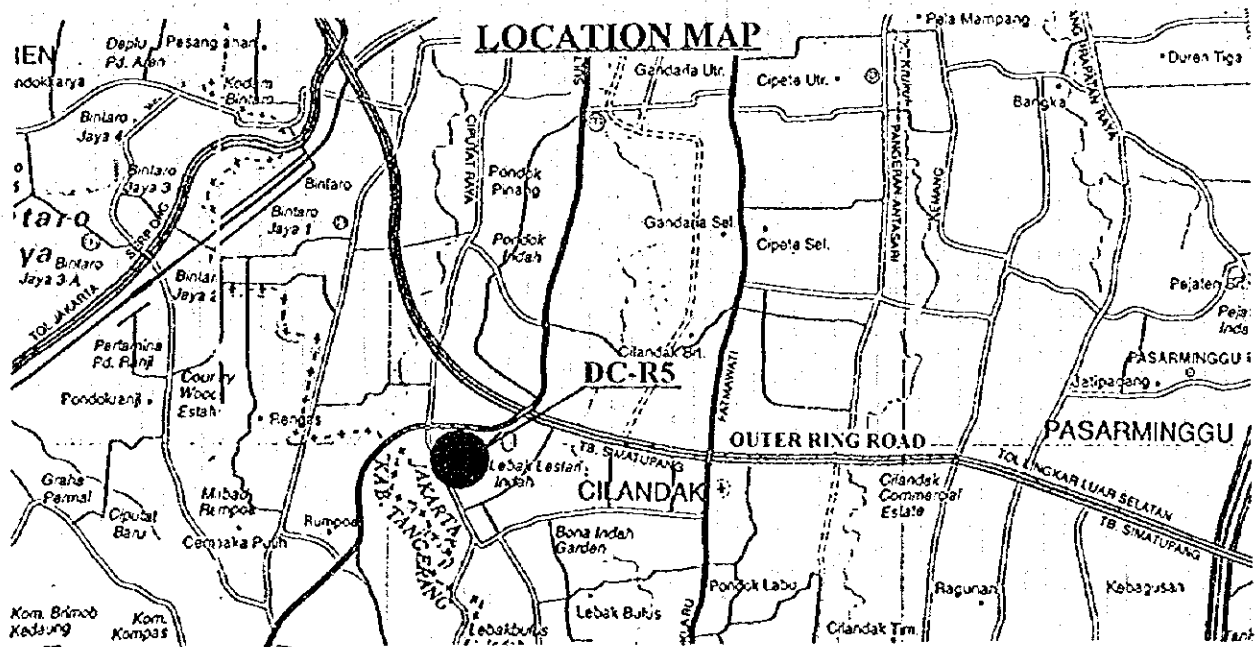 LOCATION MAP
Pela Mampang
Duren Tiga
Deplu
Pd. Aren
Kodam
Bintaro
Gandaria Utr.
Cipete Utr.
Bangka
Bintaro
Jaya 4
CIPUTAT RAYA
PANGERAN ANTASARI
KEMANG
Bintaro
Jaya 3
Bintaro
Pondok
Pinang
SERPONG
Bintaro
Jaya 1
Gandaria Sel.
Cipete Sel.
Pondok
Indah
taro
ya
Bintaro
Jaya 3 A
Jaya 2
TOL JAKARTA
Pertamina
Pd. Ranji
Cilandak Brt.
DC-R5
FATMAWATI
PASARMINGGU
Jatipadang
Pondokranji
Country
Wood
Estate
Rengas
OUTER RING ROAD
PASARMINGGU
TB. SIMATUPANG
Lebak Lestari
Indah
CILANDAK
JAKARTA
KAB. TANGERANG
TOL LINGKAR LUAR SELATAN
TB. SIMATUPANG
Graha
Permai
Ciputat
Baru
Rumpoa
Cempaka Putih
Cilandak
Commercial
Estate
Bona Indah
Garden
Pondok Labu
Ragunan
Kebagusan
Kom. Brimob
Kedaung
Kom.
Kompas
Lebak Bulus
Lebakbulus
Cilandak Tim.